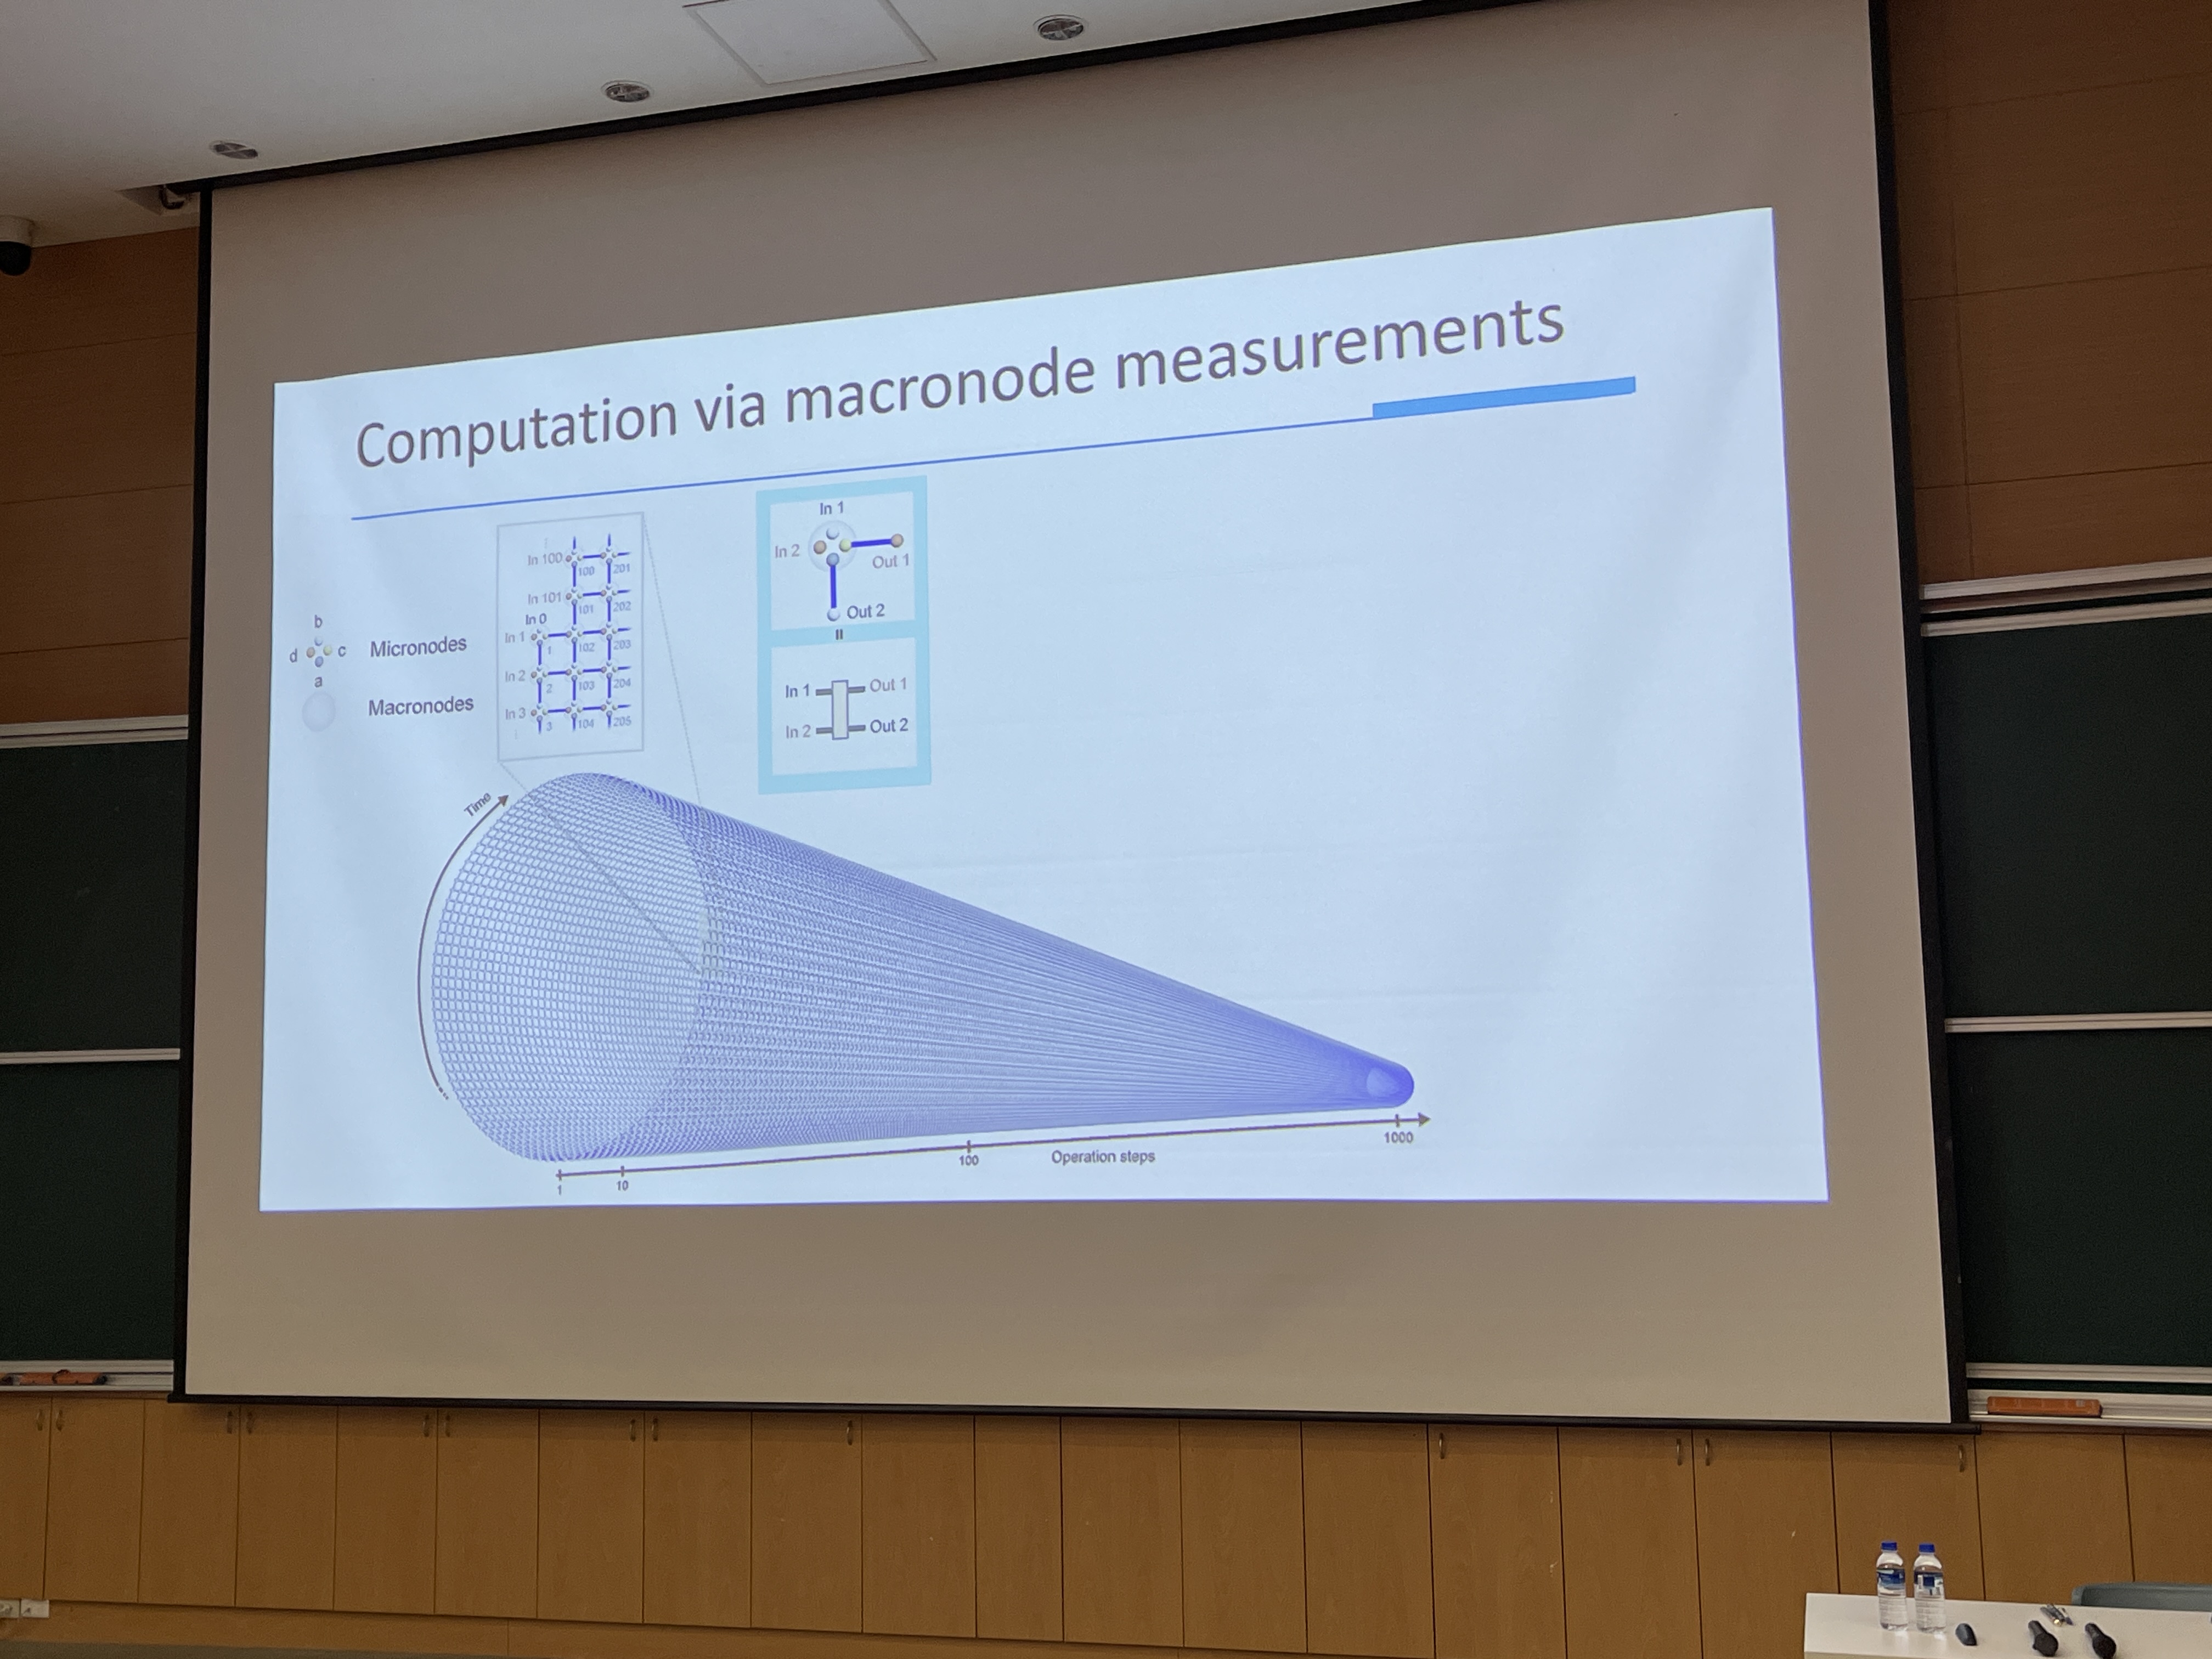 Computation via macronode measurements
b
d c Micronodes
a
Macronodes
In 100
100 201
In 101
101 202
In 0
In 1
1 102 203
In 2
2 103 204
In 3
3 104 205
In 1
In 2
Out 1
Out 2
=
In 1 Out 1
In 2 Out 2
Time
1 10 100 1000
Operation steps